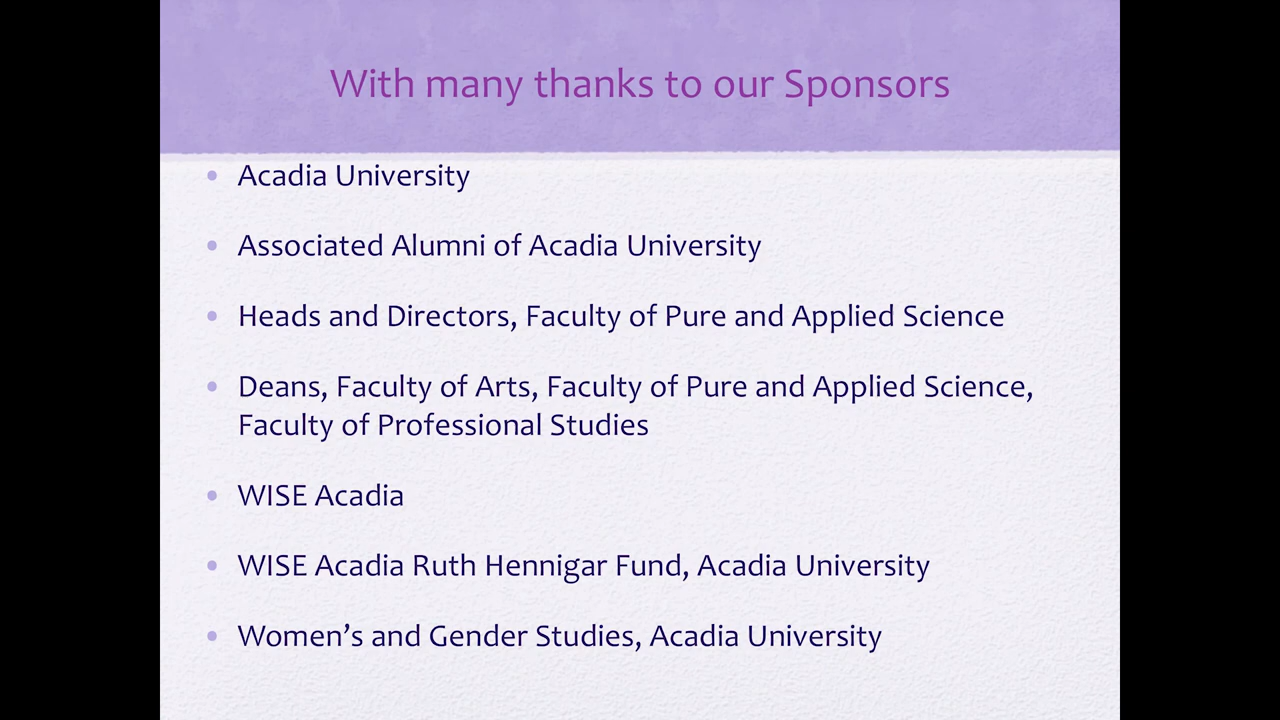 With many thanks to our Sponsors
• Acadia University
• Associated Alumni of Acadia University
• Heads and Directors, Faculty of Pure and Applied Science
• Deans, Faculty of Arts, Faculty of Pure and Applied Science,
Faculty of Professional Studies
• WISE Acadia
• WISE Acadia Ruth Hennigar Fund, Acadia University
• Women’s and Gender Studies, Acadia University